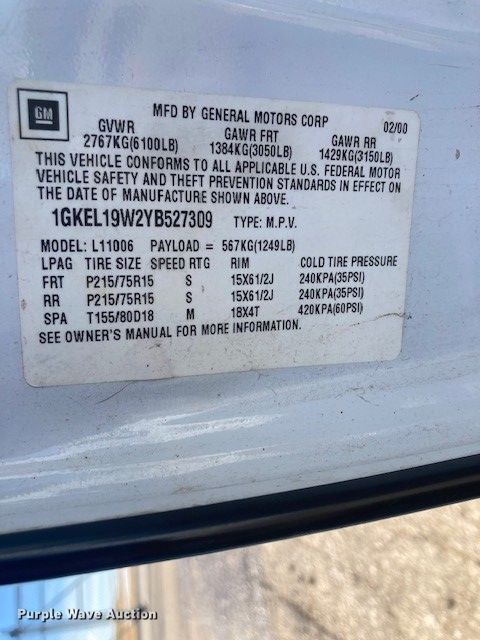 GM
MFD BY GENERAL MOTORS CORP 02/00
GVWR GAWR FRT GAWR RR
2767KG(6100LB) 1384KG(3050LB) 1429KG(3150LB)
THIS VEHICLE CONFORMS TO ALL APPLICABLE U.S. FEDERAL MOTOR
VEHICLE SAFETY AND THEFT PREVENTION STANDARDS IN EFFECT ON
THE DATE OF MANUFACTURE SHOWN ABOVE.
1GKEL19W2YB527309 TYPE: M.P.V.
MODEL: L11006 PAYLOAD = 567KG(1249LB)
LPAG TIRE SIZE SPEED RTG RIM COLD TIRE PRESSURE
FRT P215/75R15 S 15X61/2J 240KPA(35PSI)
RR P215/75R15 S 15X61/2J 240KPA(35PSI)
SPA T155/80D18 M 18X4T 420KPA(60PSI)
SEE OWNER'S MANUAL FOR MORE INFORMATION.
Purple Wave Auction